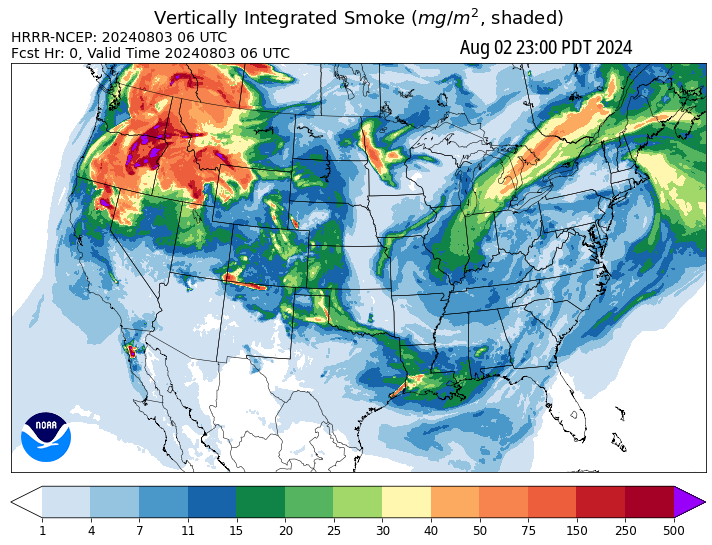 Vertically Integrated Smoke (mg/m², shaded)
HRRR-NCEP: 20240803 06 UTC
Fcst Hr: 0, Valid Time 20240803 06 UTC
Aug 02 23:00 PDT 2024
NOAA
1 4 7 11 15 20 25 30 40 50 75 150 250 500